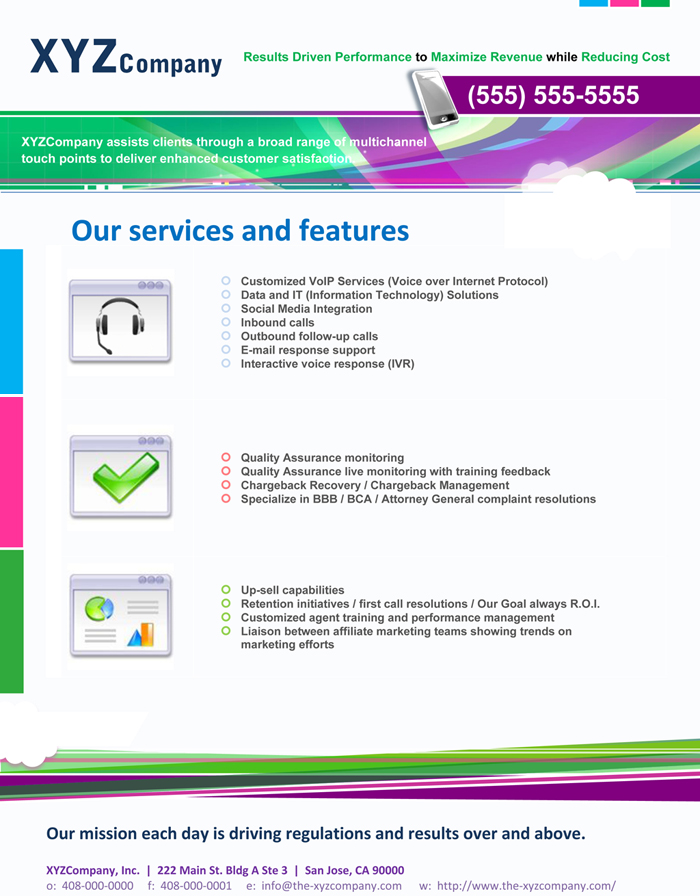 XYZCompany
Results Driven Performance to Maximize Revenue while Reducing Cost
(555) 555-5555
XYZCompany assists clients through a broad range of multichannel
touch points to deliver enhanced customer satisfaction.
Our services and features
Customized VoIP Services (Voice over Internet Protocol)
Data and IT (Information Technology) Solutions
Social Media Integration
Inbound calls
Outbound follow-up calls
E-mail response support
Interactive voice response (IVR)
Quality Assurance monitoring
Quality Assurance live monitoring with training feedback
Chargeback Recovery / Chargeback Management
Specialize in BBB / BCA / Attorney General complaint resolutions
Up-sell capabilities
Retention initiatives / first call resolutions / Our Goal always R.O.I.
Customized agent training and performance management
Liaison between affiliate marketing teams showing trends on
marketing efforts
Our mission each day is driving regulations and results over and above.
XYZCompany, Inc. | 222 Main St. Bldg A Ste 3 | San Jose, CA 90000
o: 408-000-0000 f: 408-000-0001 e: info@the-xyzcompany.com w: http://www.the-xyzcompany.com/